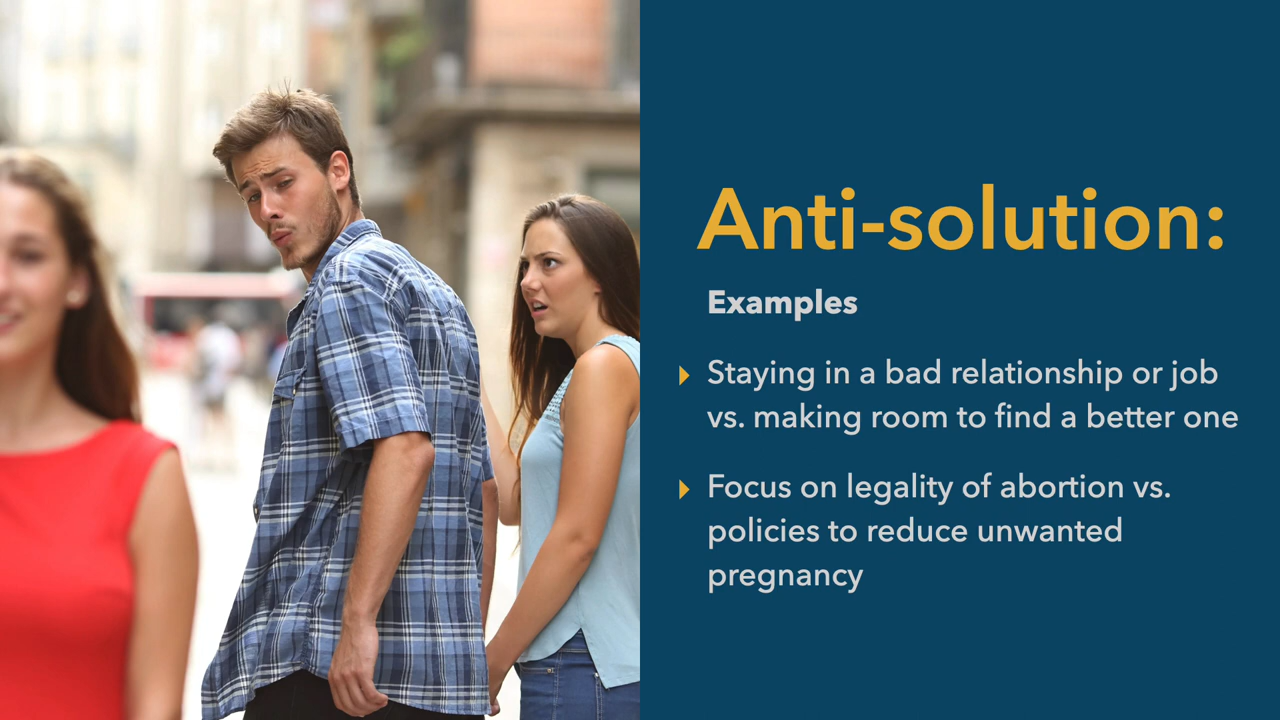 Anti-solution:
Examples
Staying in a bad relationship or job
vs. making room to find a better one
Focus on legality of abortion vs.
policies to reduce unwanted
pregnancy